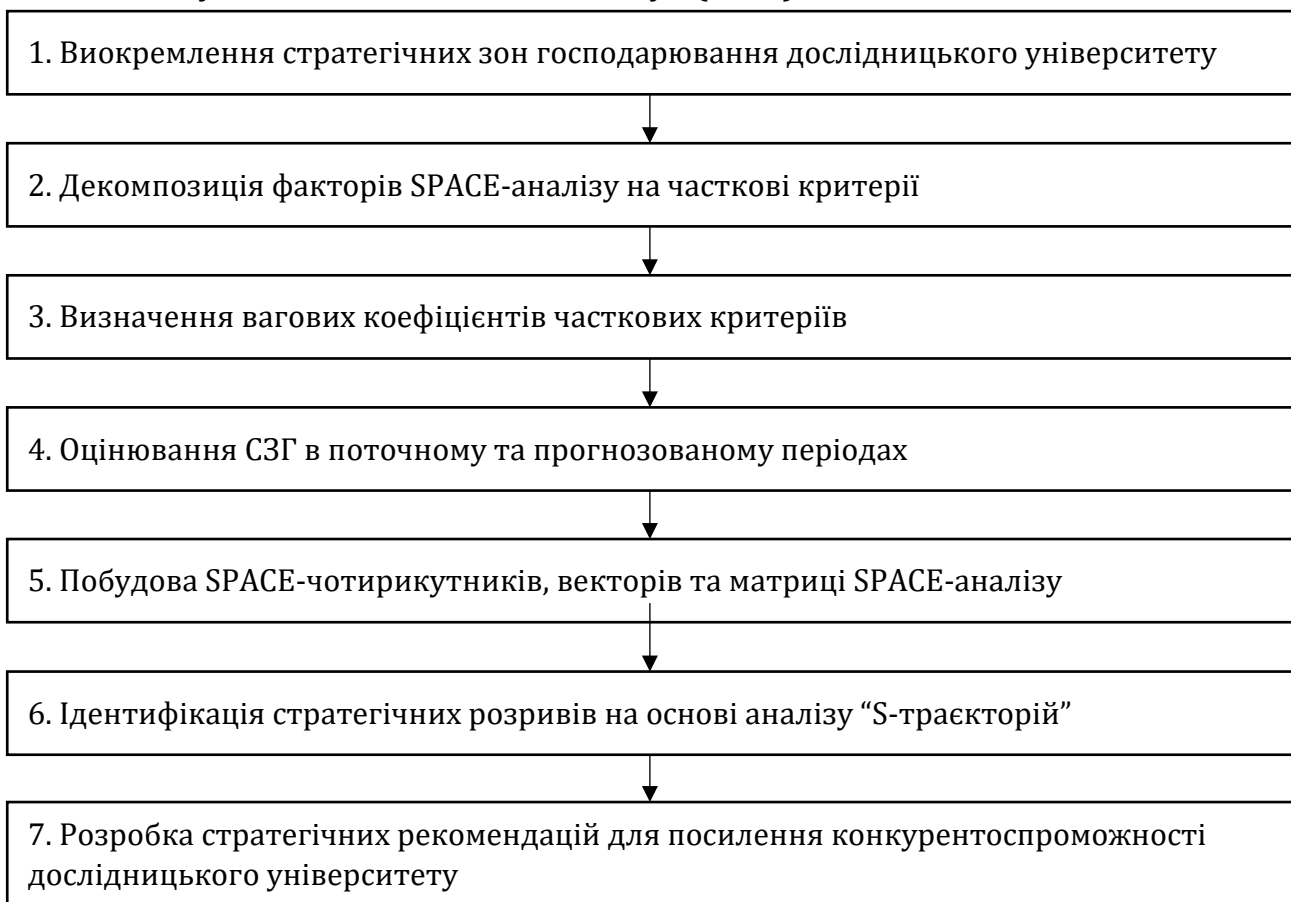 1. Виокремлення стратегічних зон господарювання дослідницького університету
2. Декомпозиція факторів SPACE-аналізу на часткові критерії
3. Визначення вагових коефіцієнтів часткових критеріїв
4. Оцінювання СЗГ в поточному та прогнозованому періодах
5. Побудова SPACE-чотирикутників, векторів та матриці SPACE-аналізу
6. Ідентифікація стратегічних розривів на основі аналізу “S-траєкторій”
7. Розробка стратегічних рекомендацій для посилення конкурентоспроможності
дослідницького університету